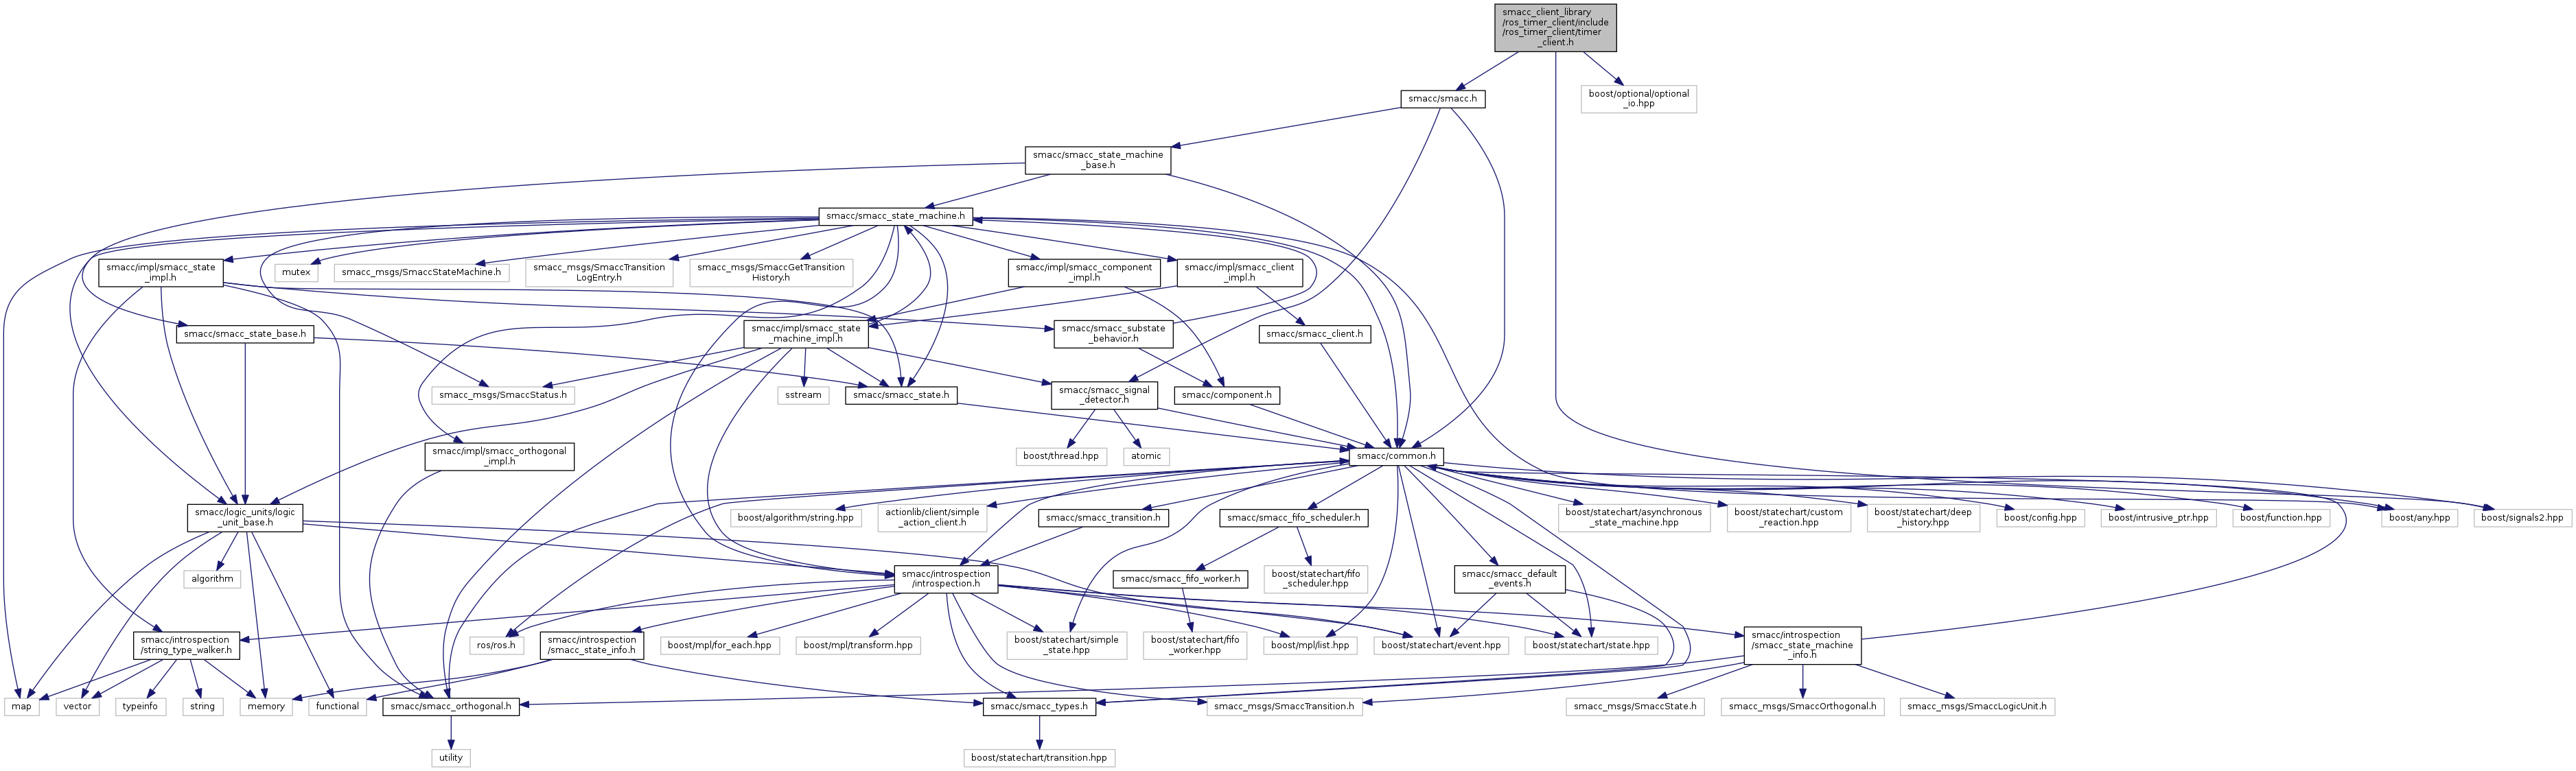 smacc_client_library
/ros_timer_client/include
/ros_timer_client/timer
_client.h
smacc/smacc.h
boost/optional/optional
_io.hpp
smacc/smacc_state_machine
_base.h
smacc/smacc_state_machine.h
smacc/impl/smacc_state
_impl.h
mutex
smacc_msgs/SmaccStateMachine.h
smacc_msgs/SmaccTransition
LogEntry.h
smacc_msgs/SmaccGetTransition
History.h
smacc/impl/smacc_component
_impl.h
smacc/impl/smacc_client
_impl.h
smacc/smacc_state_base.h
smacc/impl/smacc_state
_machine_impl.h
smacc/smacc_substate
_behavior.h
smacc/smacc_client.h
smacc_msgs/SmaccStatus.h
sstream
smacc/smacc_state.h
smacc/smacc_signal
_detector.h
smacc/component.h
smacc/impl/smacc_orthogonal
_impl.h
boost/thread.hpp
atomic
smacc/common.h
smacc/logic_units/logic
_unit_base.h
boost/algorithm/string.hpp
actionlib/client/simple
_action_client.h
smacc/smacc_transition.h
smacc/smacc_fifo_scheduler.h
boost/statechart/asynchronous
_state_machine.hpp
boost/statechart/custom
_reaction.hpp
boost/statechart/deep
_history.hpp
boost/config.hpp
boost/intrusive_ptr.hpp
boost/function.hpp
boost/any.hpp
boost/signals2.hpp
algorithm
smacc/introspection
/introspection.h
smacc/smacc_fifo_worker.h
boost/statechart/fifo
_scheduler.hpp
smacc/smacc_default
_events.h
smacc/introspection
/string_type_walker.h
ros/ros.h
smacc/introspection
/smacc_state_info.h
boost/mpl/for_each.hpp
boost/mpl/transform.hpp
boost/statechart/simple
_state.hpp
boost/statechart/fifo
_worker.hpp
boost/mpl/list.hpp
boost/statechart/event.hpp
boost/statechart/state.hpp
smacc/introspection
/smacc_state_machine
_info.h
map
vector
typeinfo
string
memory
functional
smacc/smacc_orthogonal.h
smacc/smacc_types.h
smacc_msgs/SmaccTransition.h
smacc_msgs/SmaccState.h
smacc_msgs/SmaccOrthogonal.h
smacc_msgs/SmaccLogicUnit.h
utility
boost/statechart/transition.hpp